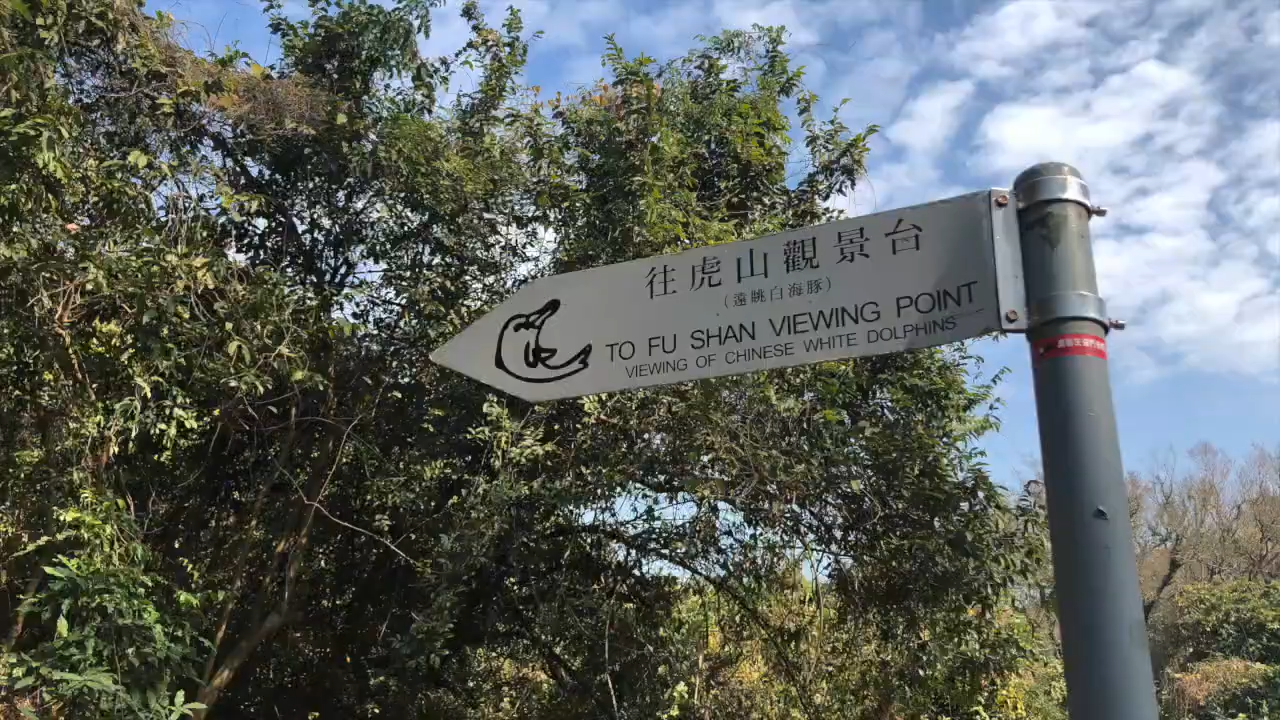 往虎山觀景台
(遠眺白海豚)
TO FU SHAN VIEWING POINT
VIEWING OF CHINESE WHITE DOLPHINS